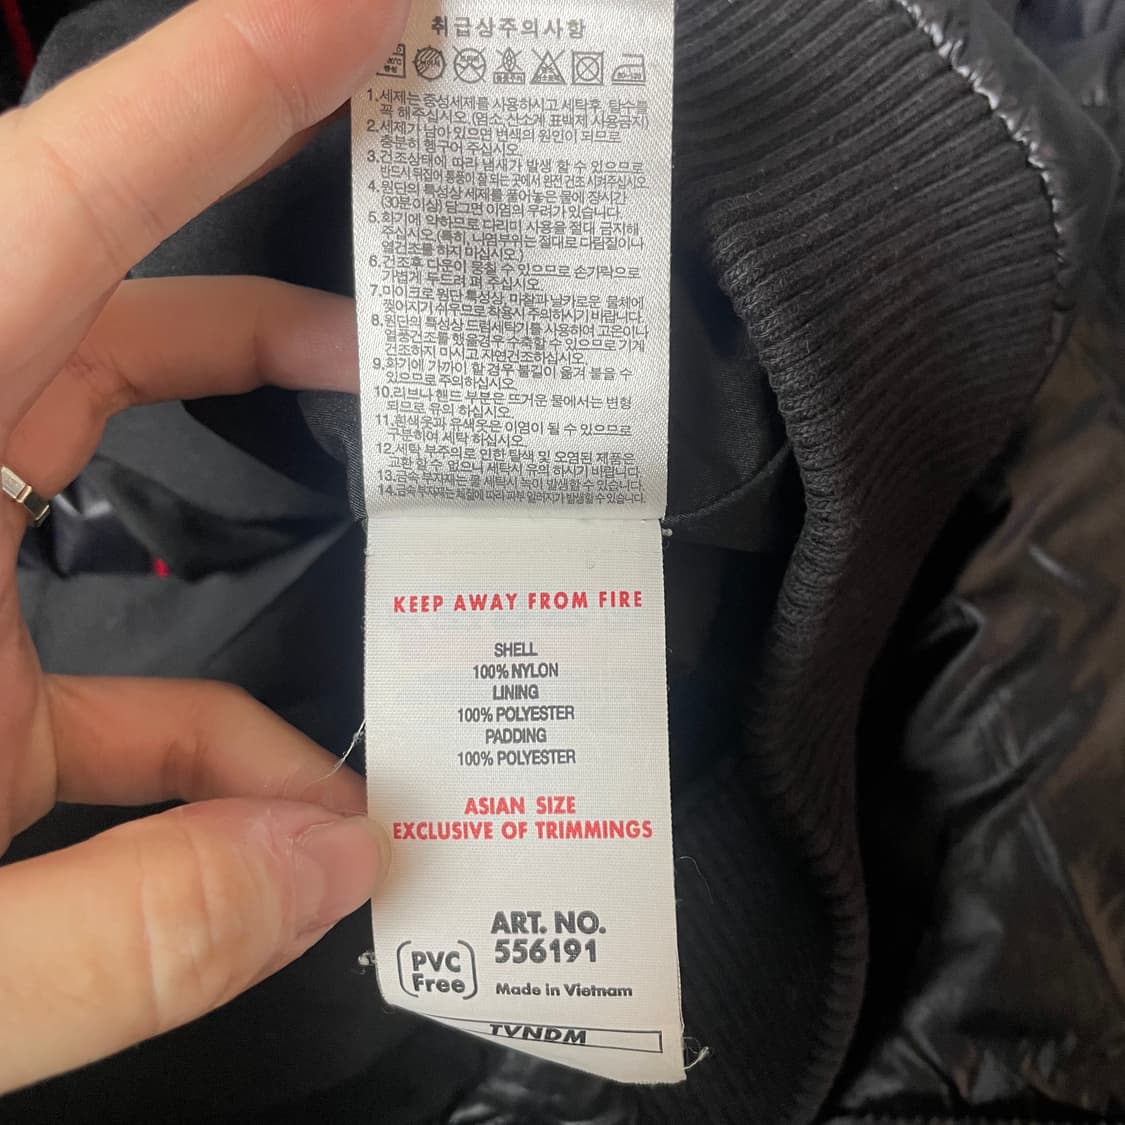 취급상주의사항
1.세제는 중성세제를 사용하시고 세탁후, 탈수를
꼭 해주십시오. (염소, 산소계 표백제 사용금지)
2.세제가 남아 있으면 변색의 원인이 되므로
충분히 헹구어 주십시오.
3.건조상태에 따라 냄새가 발생 할 수 있으므로
반드시 뒤집어 통풍이 잘 되는 곳에서 완전건조 시켜주십시오.
4.원단의 특성상 세제를 풀어놓은 물에 장시간
(30분이상) 담그면 이염의 우려가 있습니다.
5.화기에 약하므로 다리미 사용을 절대 금지해
주십시오.(특히, 니염부위는 절대로 다림질이나
열건조를 하지 마십시오.)
6.건조후 다운이 뭉칠 수 있으므로 손가락으로
가볍게 두드려 펴 주십시오.
7.마이크로 원단 특성상, 마찰과 날카로운 물체에
찢어지기 쉬우므로 착용시 주의하시기 바랍니다.
8.원단의 특성상 드럼세탁기를 사용하여 고온이나
열풍건조를 했을경우 수축할 수 있으므로 기계
건조하지 마시고 자연건조하십시오.
9.화기에 가까이 할 경우 불길이 옮겨 붙을 수
있으므로 주의하십시오.
10.리브나 밴드 부분은 뜨거운 물에서는 변형
되므로 유의 하십시오.
11.흰색옷과 유색옷은 이염이 될 수 있으므로
구분하여 세탁 하십시오.
12.세탁 부주의로 인한 탈색 및 오염된 제품은
교환 할 수 없으니 세탁시 유의 하시기 바랍니다.
13.금속 부자재는 물 세탁시 녹이 발생할 수 있습니다.
14.금속 부자재는 체질에 따라 피부 알러지가 발생할 수 있습니다.
KEEP AWAY FROM FIRE
SHELL
100% NYLON
LINING
100% POLYESTER
PADDING
100% POLYESTER
ASIAN SIZE
EXCLUSIVE OF TRIMMINGS
ART. NO.
556191
PVC
Free
Made in Vietnam
TVNDM